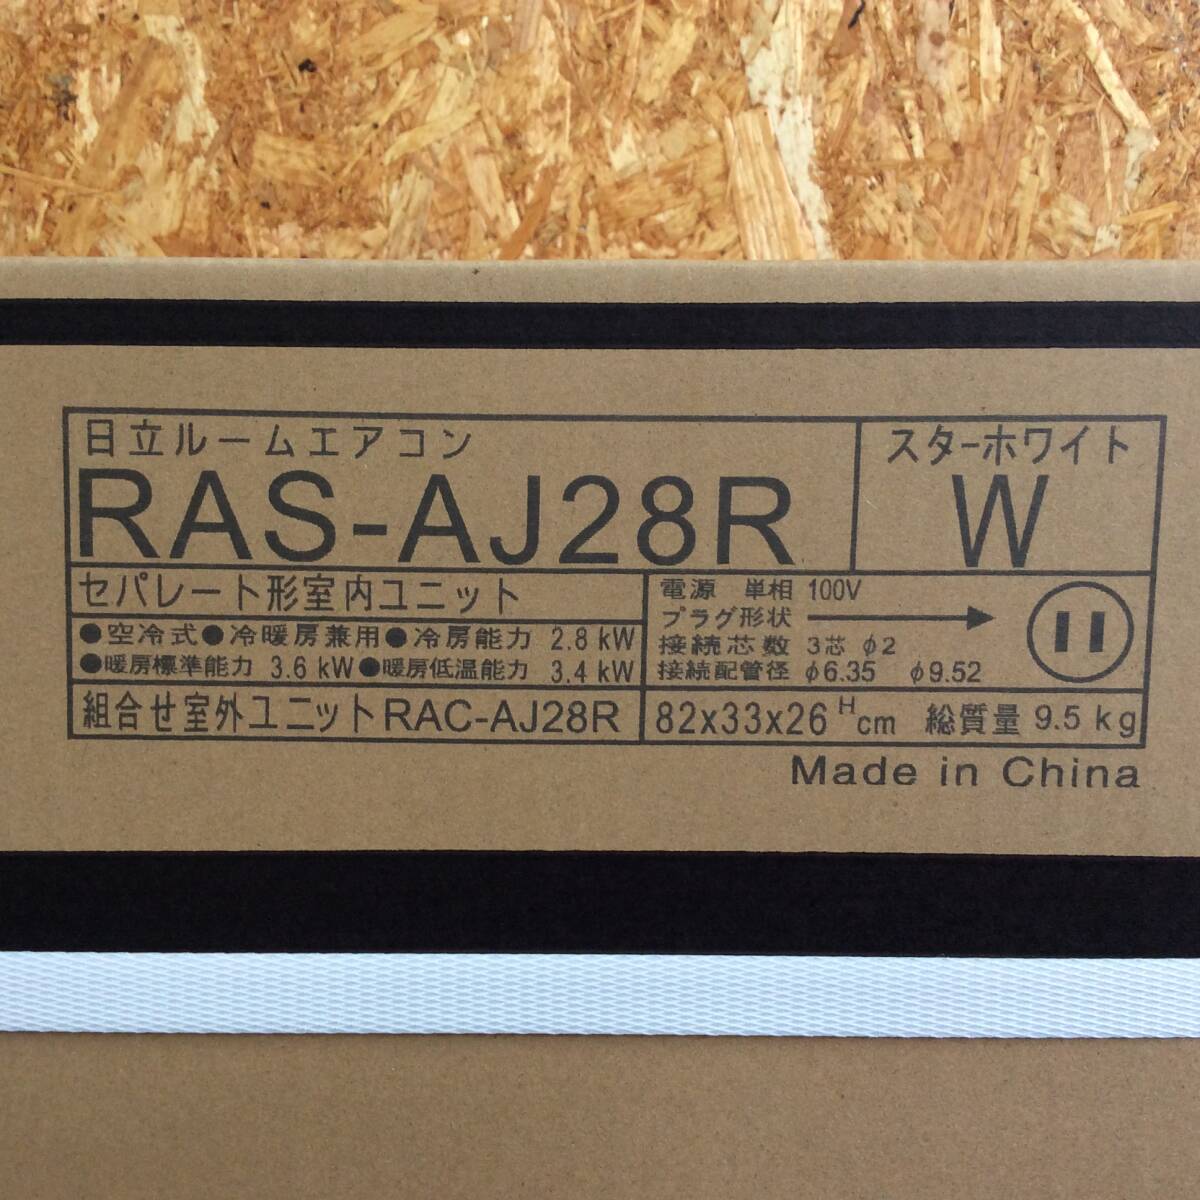 日立ルームエアコン
RAS-AJ28R
スターホワイト
W
セパレート形室内ユニット
●空冷式●冷暖房兼用●冷房能力 2.8 kW
●暖房標準能力 3.6 kW●暖房低温能力 3.4 kW
組合せ室外ユニットRAC-AJ28R
電源 単相 100V
プラグ形状
接続芯数 3芯 φ2
接続配管径 φ6.35 φ9.52
82x33x26ᴴcm 総質量 9.5kg
Made in China